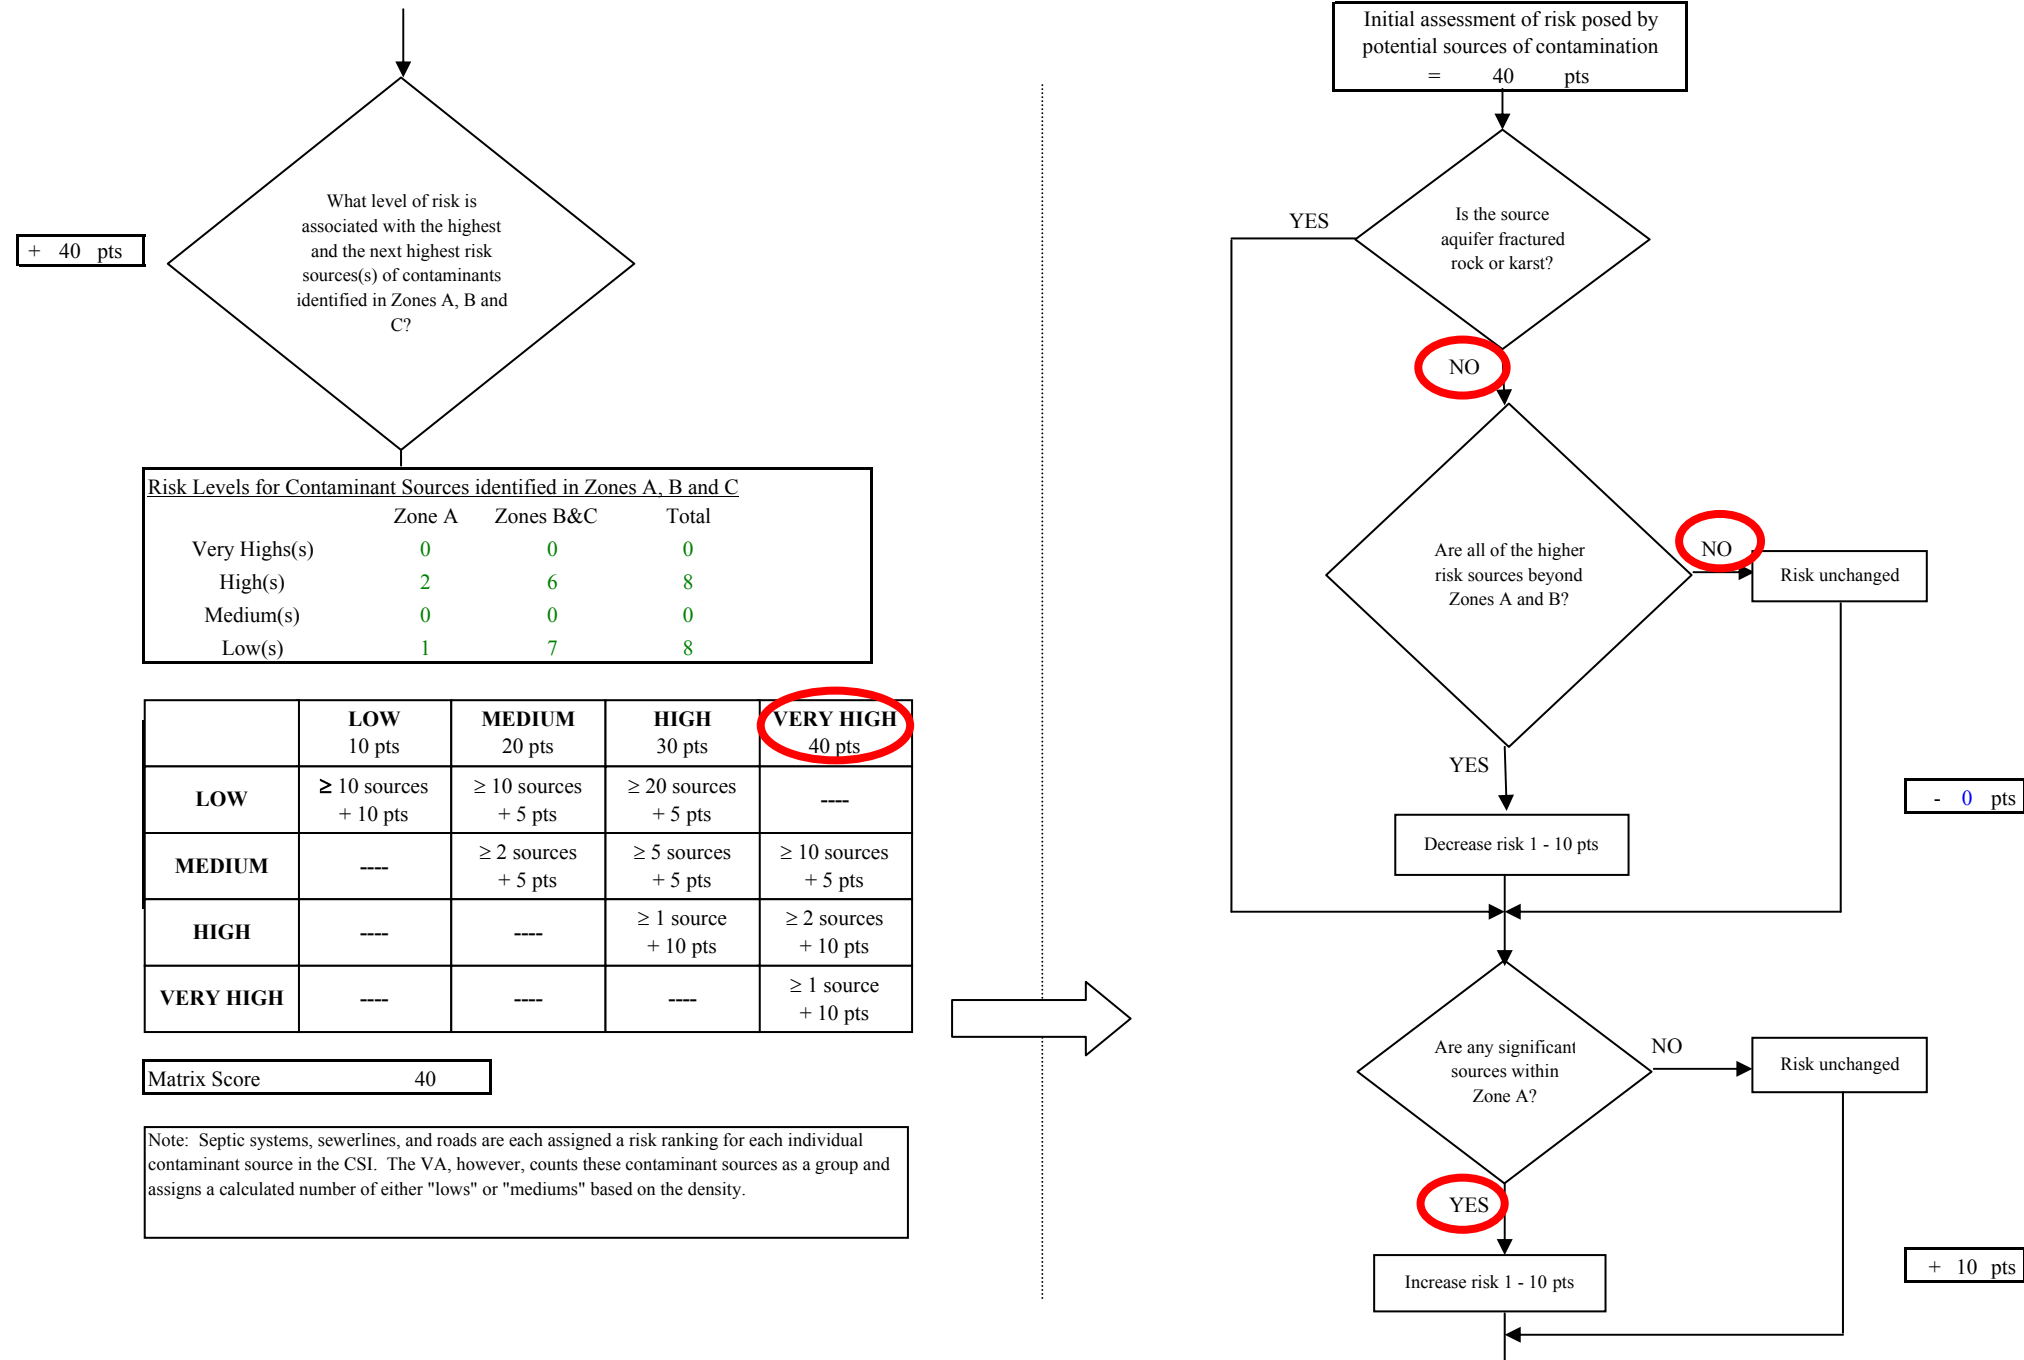 What level of risk is
associated with the highest
and the next highest risk
sources(s) of contaminants
identified in Zones A, B and
C?
+ 40 pts
Risk Levels for Contaminant Sources identified in Zones A, B and C
Zone A Zones B&C Total
Very Highs(s) 0 0 0
High(s) 2 6 8
Medium(s) 0 0 0
Low(s) 1 7 8
LOW MEDIUM HIGH VERY HIGH
10 pts 20 pts 30 pts 40 pts
LOW ≥ 10 sources ≥ 10 sources ≥ 20 sources ----
+ 10 pts + 5 pts + 5 pts
MEDIUM ---- ≥ 2 sources ≥ 5 sources ≥ 10 sources
+ 5 pts + 5 pts + 5 pts
HIGH ---- ---- ≥ 1 source ≥ 2 sources
+ 10 pts + 10 pts
VERY HIGH ---- ---- ---- ≥ 1 source
+ 10 pts
Matrix Score 40
Note: Septic systems, sewerlines, and roads are each assigned a risk ranking for each individual
contaminant source in the CSI. The VA, however, counts these contaminant sources as a group and
assigns a calculated number of either "lows" or "mediums" based on the density.
Initial assessment of risk posed by
potential sources of contamination
= 40 pts
Is the source
aquifer fractured
rock or karst?
YES
NO
Are all of the higher
risk sources beyond
Zones A and B?
NO
Risk unchanged
YES
- 0 pts
Decrease risk 1 - 10 pts
Are any significant
sources within
Zone A?
NO
Risk unchanged
YES
+ 10 pts
Increase risk 1 - 10 pts